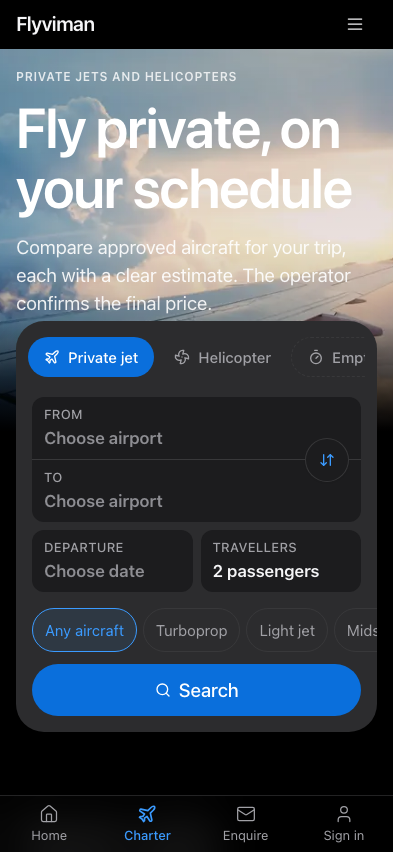 Flyviman
PRIVATE JETS AND HELICOPTERS
Fly private, on
your schedule
Compare approved aircraft for your trip,
each with a clear estimate. The operator
confirms the final price.
Private jet
Helicopter
FROM
Choose airport
TO
Choose airport
DEPARTURE
Choose date
TRAVELLERS
2 passengers
Any aircraft
Turboprop
Light jet
Search
Home
Charter
Enquire
Sign in